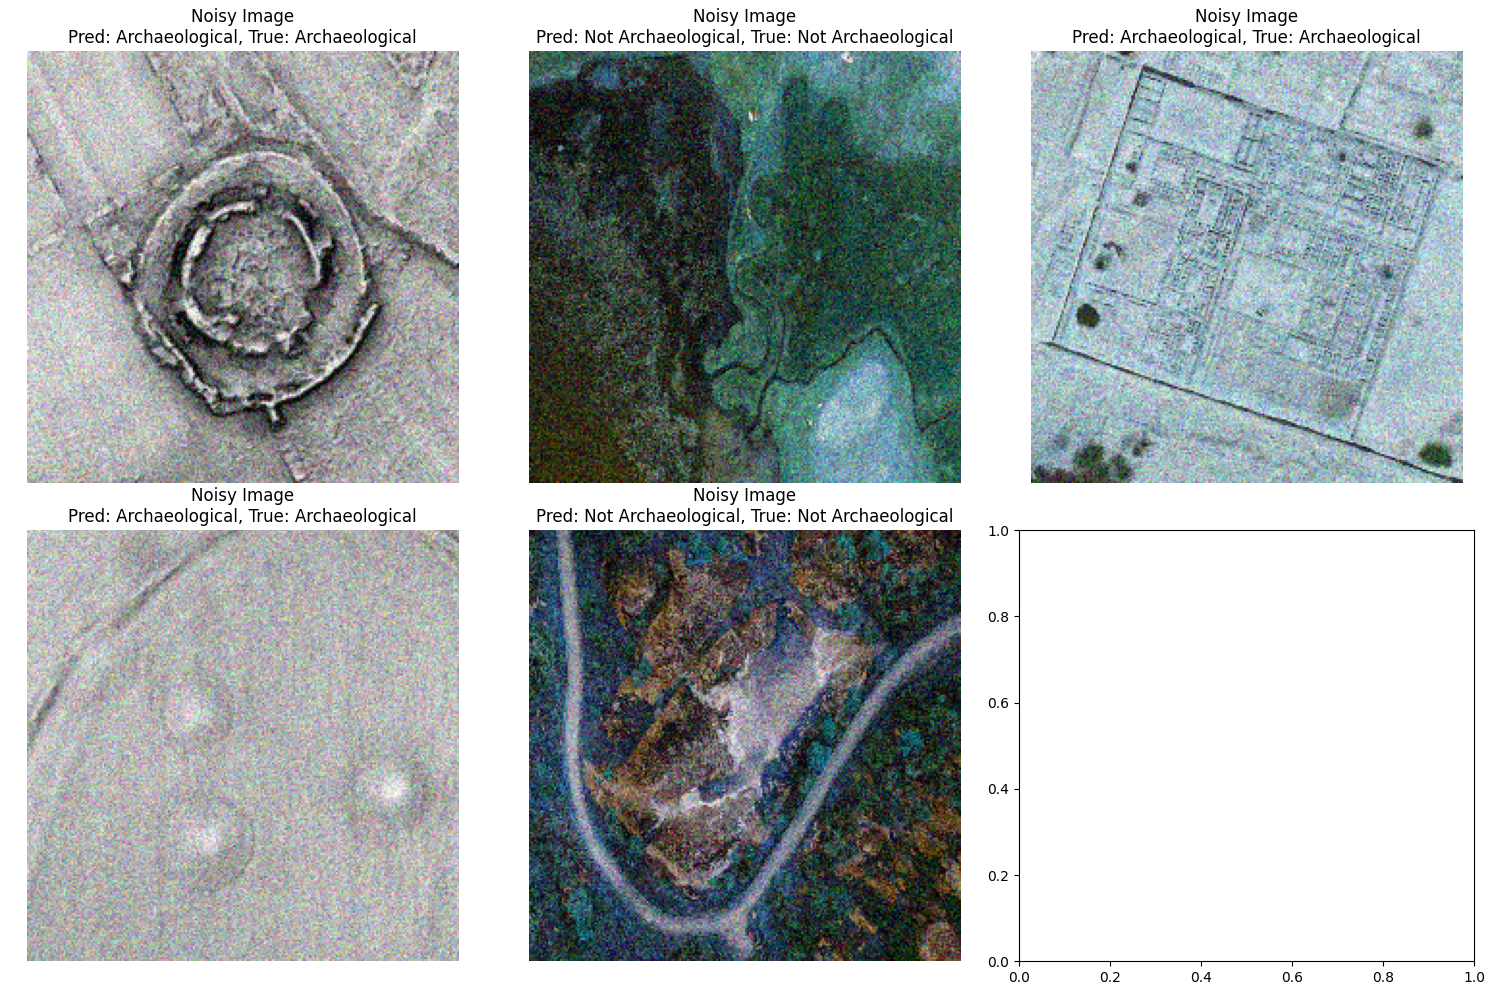 Noisy Image
Pred: Archaeological, True: Archaeological
Noisy Image
Pred: Not Archaeological, True: Not Archaeological
Noisy Image
Pred: Archaeological, True: Archaeological
Noisy Image
Pred: Archaeological, True: Archaeological
Noisy Image
Pred: Not Archaeological, True: Not Archaeological
1.0
0.8
0.6
0.4
0.2
0.0
0.0 0.2 0.4 0.6 0.8 1.0